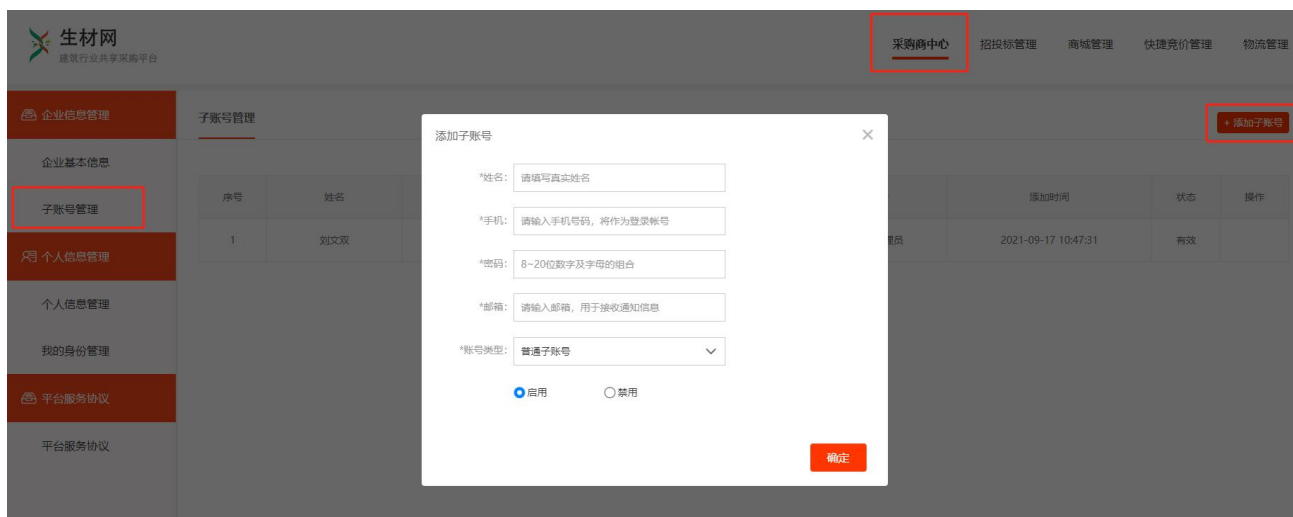 生材网
建筑行业共享采购平台
采购商中心
招投标管理
商城管理
快捷竞价管理
物流管理
企业信息管理
企业基本信息
子账号管理
个人信息管理
个人信息管理
我的身份管理
平台服务协议
平台服务协议
子账号管理
+ 添加子账号
序号 姓名 添加时间 状态 操作
1 刘文双 理员 2021-09-17 10:47:31 有效
添加子账号
*姓名: 请填写真实姓名
*手机: 请输入手机号码，将作为登录帐号
*密码: 8~20位数字及字母的组合
*邮箱: 请输入邮箱，用于接收通知信息
*账号类型: 普通子账号
启用 禁用
确定